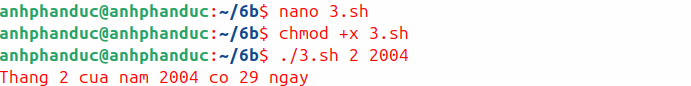 anhphanduc@anhphanduc:~/6b$ nano 3.sh
anhphanduc@anhphanduc:~/6b$ chmod +x 3.sh
anhphanduc@anhphanduc:~/6b$ ./3.sh 2 2004
Thang 2 cua nam 2004 co 29 ngay